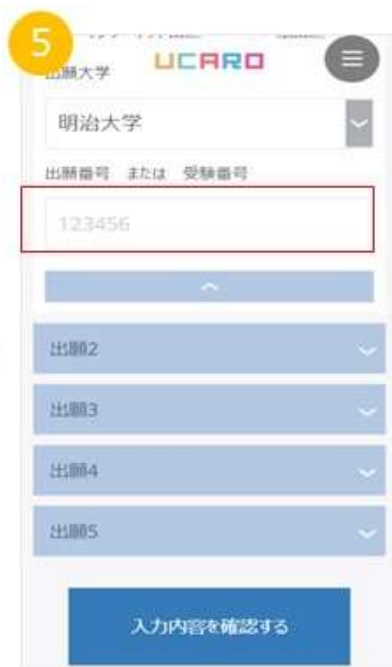 5
UCARO
出願大学
明治大学
出願番号 または 受験番号
123456
出願2
出願3
出願4
出願5
入力内容を確認する